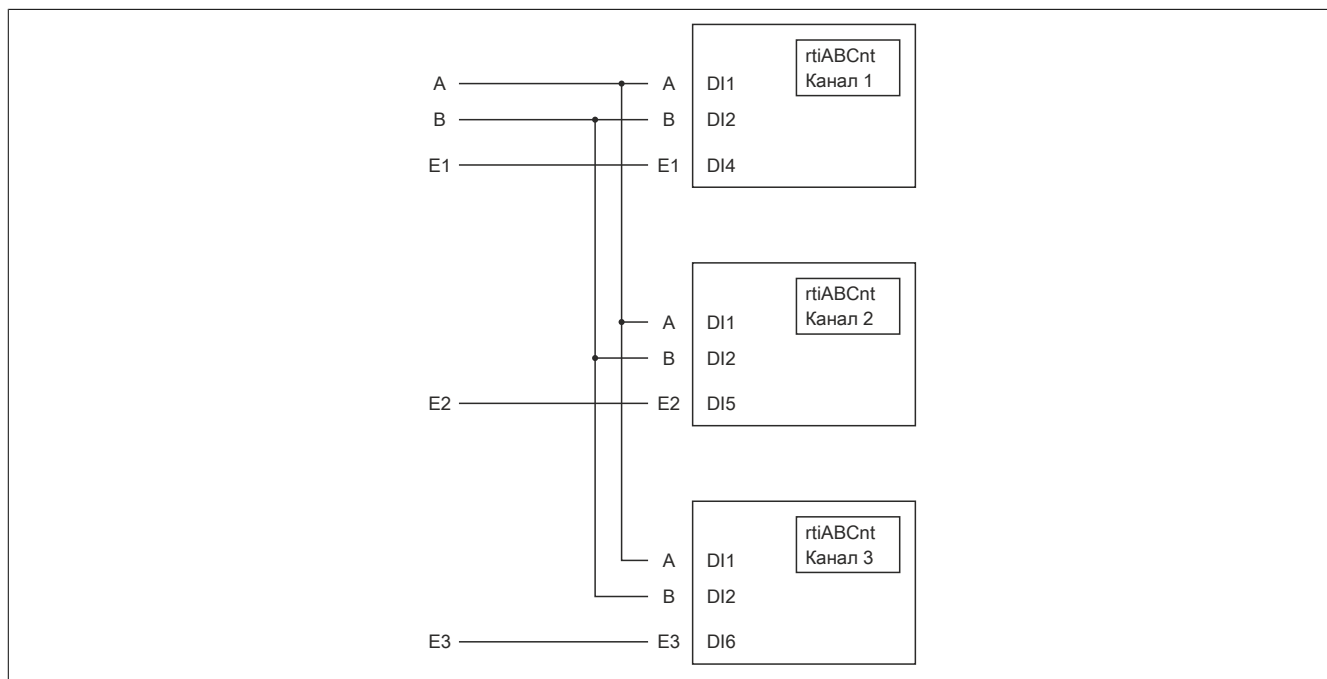 rtiABCnt
Канал 1
A A DI1
B B DI2
E1 E1 DI4
rtiABCnt
Канал 2
A DI1
B DI2
E2 E2 DI5
rtiABCnt
Канал 3
A DI1
B DI2
E3 E3 DI6